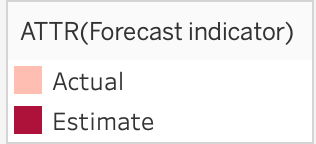 ATTR(Forecast indicator)
Actual
Estimate